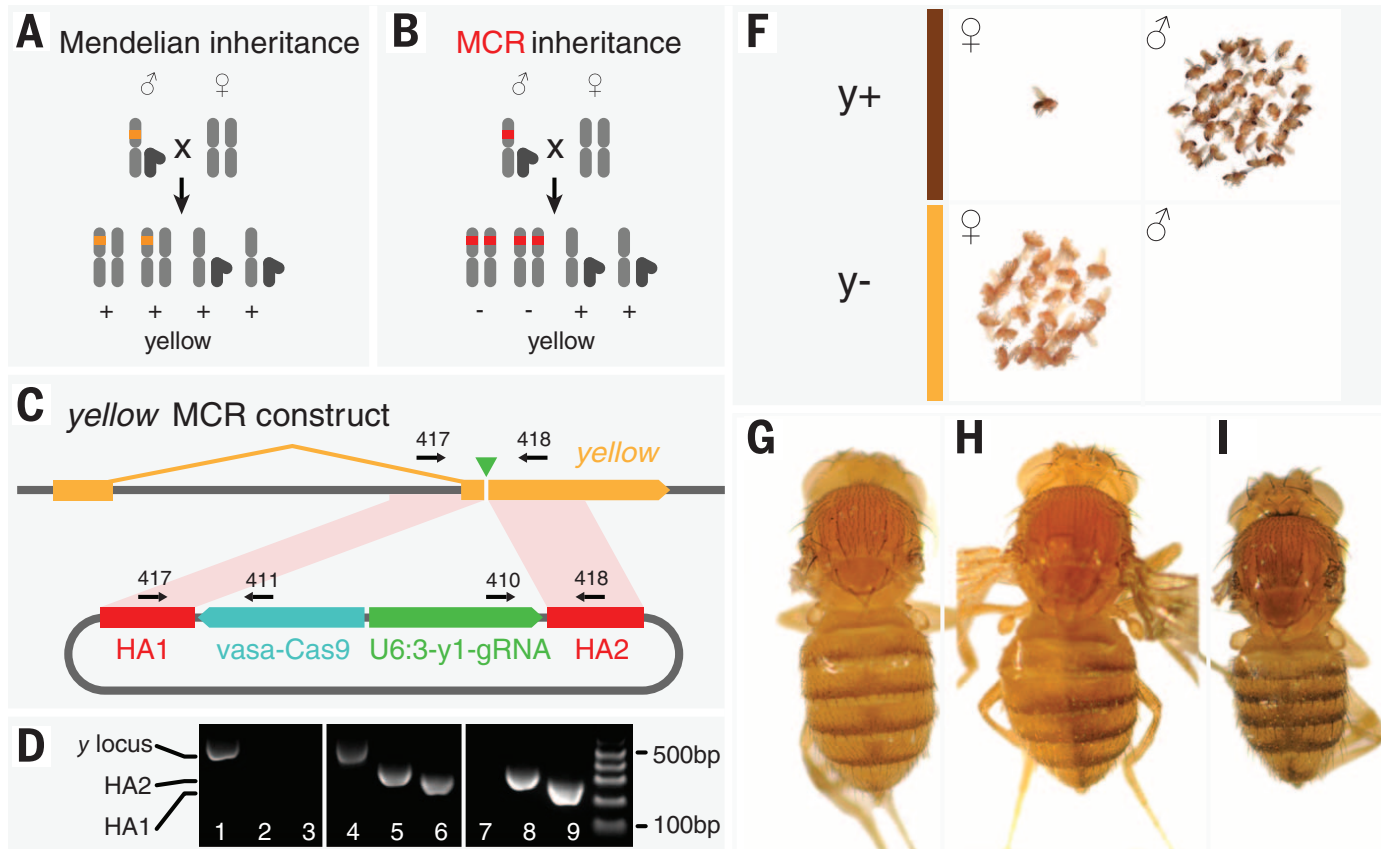 A
Mendelian inheritance
♂ ♀
x
+ + + +
yellow
B
MCR inheritance
♂ ♀
x
- - + +
yellow
C
yellow MCR construct
417
418
yellow
417
411
410
418
HA1
vasa-Cas9
U6:3-y1-gRNA
HA2
D
y locus
HA2
HA1
1 2 3 4 5 6 7 8 9
500bp
100bp
F
♀ ♂
y+
♀ ♂
y-
G
H
I